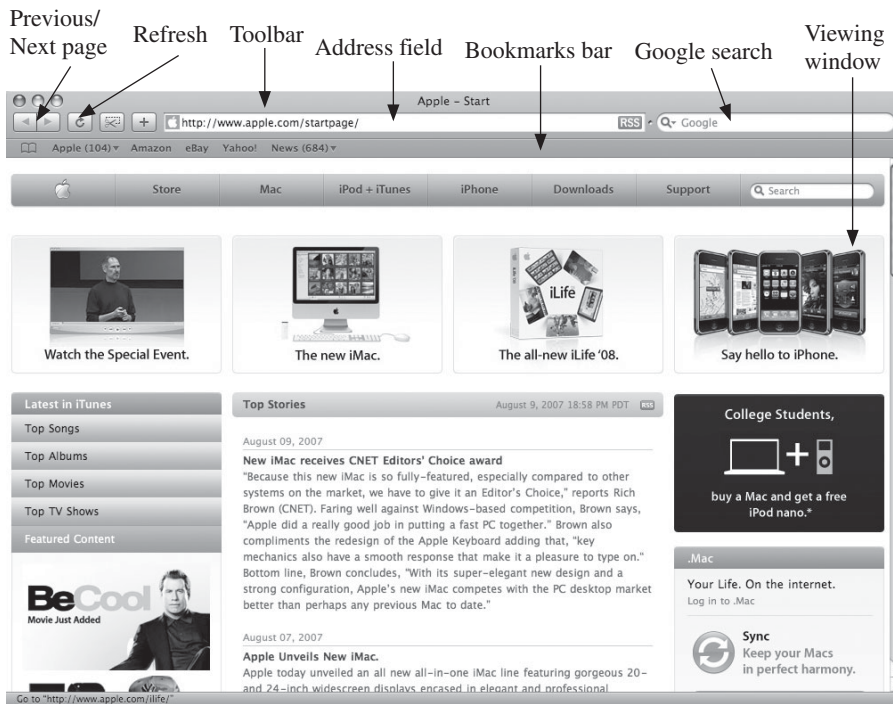 Previous/
Next page
Refresh
Toolbar
Address field
Bookmarks bar
Google search
Viewing
window
Apple – Start
http://www.apple.com/startpage/
RSS
Google
Apple (104)
Amazon
eBay
Yahoo!
News (684)
Store
Mac
iPod + iTunes
iPhone
Downloads
Support
Search
iLife
Watch the Special Event.
The new iMac.
The all-new iLife '08.
Say hello to iPhone.
Latest in iTunes
Top Songs
Top Albums
Top Movies
Top TV Shows
Featured Content
BeCool
Movie Just Added
Top Stories
August 9, 2007 18:58 PM PDT
RSS
August 09, 2007
New iMac receives CNET Editors' Choice award
"Because this new iMac is so fully-featured, especially compared to other
systems on the market, we have to give it an Editor's Choice," reports Rich
Brown (CNET). Faring well against Windows-based competition, Brown says,
"Apple did a really good job in putting a fast PC together." Brown also
compliments the redesign of the Apple Keyboard adding that, "key
mechanics also have a smooth response that make it a pleasure to type on."
Bottom line, Brown concludes, "With its super-elegant new design and a
strong configuration, Apple's new iMac competes with the PC desktop market
better than perhaps any previous Mac to date."
August 07, 2007
Apple Unveils New iMac.
Apple today unveiled an all new all-in-one iMac line featuring gorgeous 20-
and 24-inch widescreen displays encased in elegant and professional
College Students,
buy a Mac and get a free
iPod nano.*
.Mac
Your Life. On the internet.
Log in to .Mac
Sync
Keep your Macs
in perfect harmony.
Go to "http://www.apple.com/ilife/"